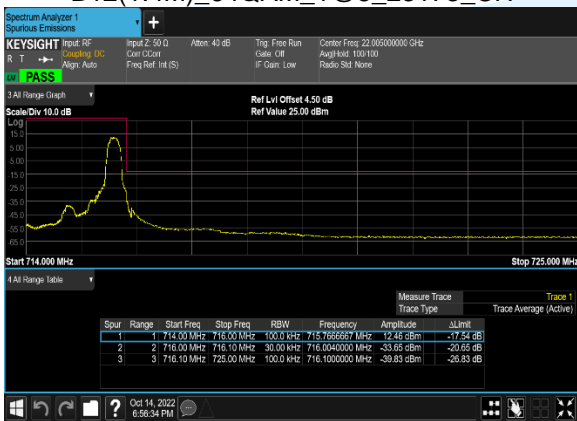 Spectrum Analyzer 1
Spurious Emissions
+
KEYSIGHT Input: RF
R T Coupling: DC
Align: Auto
Input Z: 50 Ω
Corr CCorr
Freq Ref: Int (S)
Atten: 40 dB
Trig: Free Run
Gate: Off
IF Gain: Low
Center Freq: 22.005000000 GHz
Avg|Hold: 100/100
Radio Std: None
PASS
3 All Range Graph
Scale/Div 10.0 dB
Ref Lvl Offset 4.50 dB
Ref Value 25.00 dBm
Log
15.0
5.00
-5.00
-15.0
-25.0
-35.0
-45.0
-55.0
-65.0
Start 714.000 MHz
Stop 725.000 MHz
4 All Range Table
Measure Trace Trace 1
Trace Type Trace Average (Active)
Spur Range Start Freq Stop Freq RBW Frequency Amplitude ΔLimit
1 1 714.00 MHz 716.00 MHz 100.0 kHz 715.7666667 MHz 12.46 dBm -17.54 dB
2 2 716.00 MHz 716.10 MHz 30.00 kHz 716.0040000 MHz -33.65 dBm -20.65 dB
3 3 716.10 MHz 725.00 MHz 100.0 kHz 716.1000000 MHz -39.83 dBm -26.83 dB
?
Oct 14, 2022
6:56:34 PM